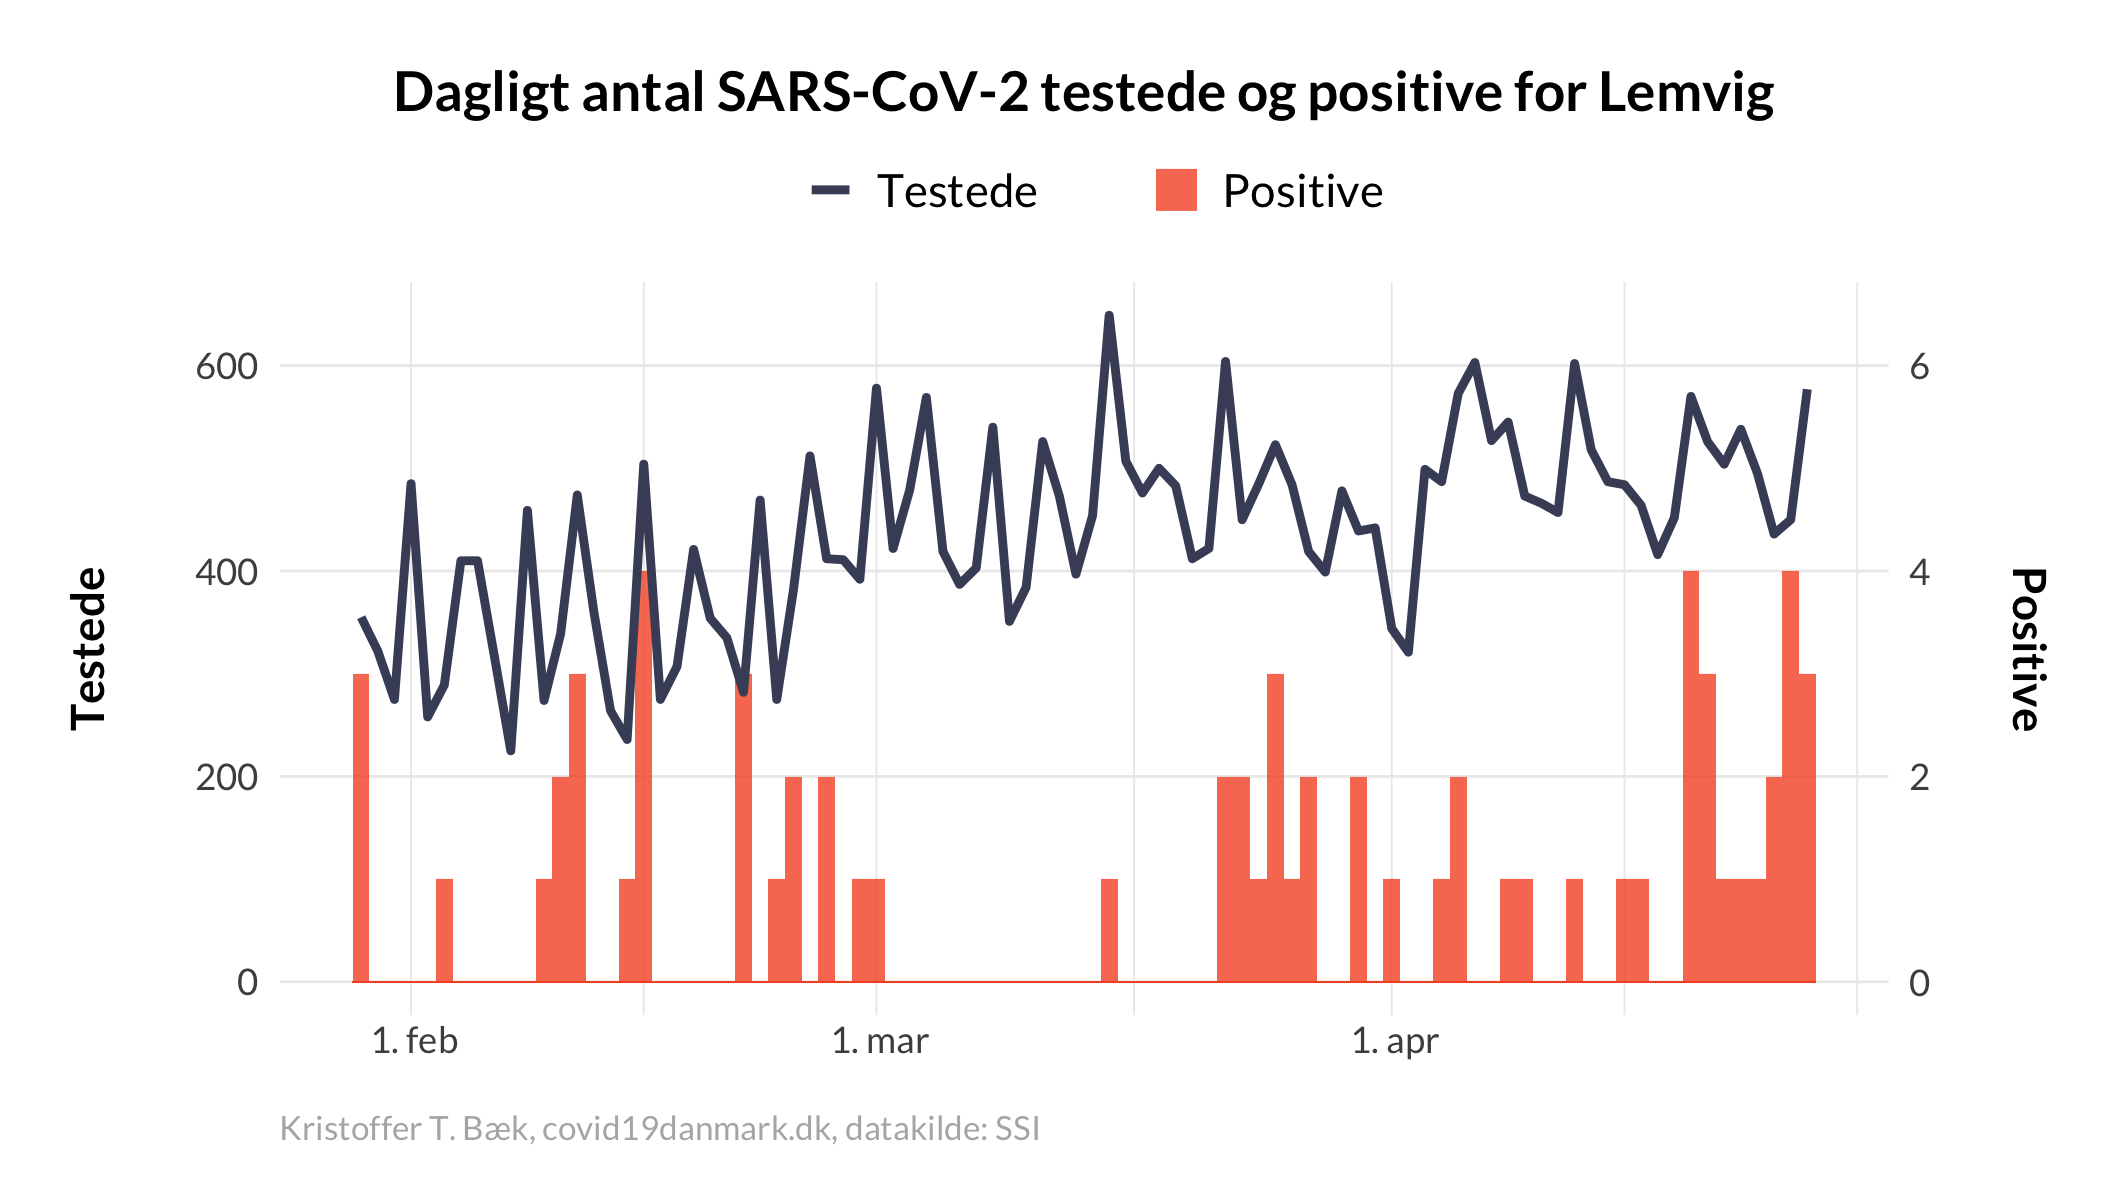 Dagligt antal SARS-CoV-2 testede og positive for Lemvig
Testede Positive
600 6
400 4
200 2
0 0
Testede
Positive
1. feb 1. mar 1. apr
Kristoffer T. Bæk, covid19danmark.dk, datakilde: SSI